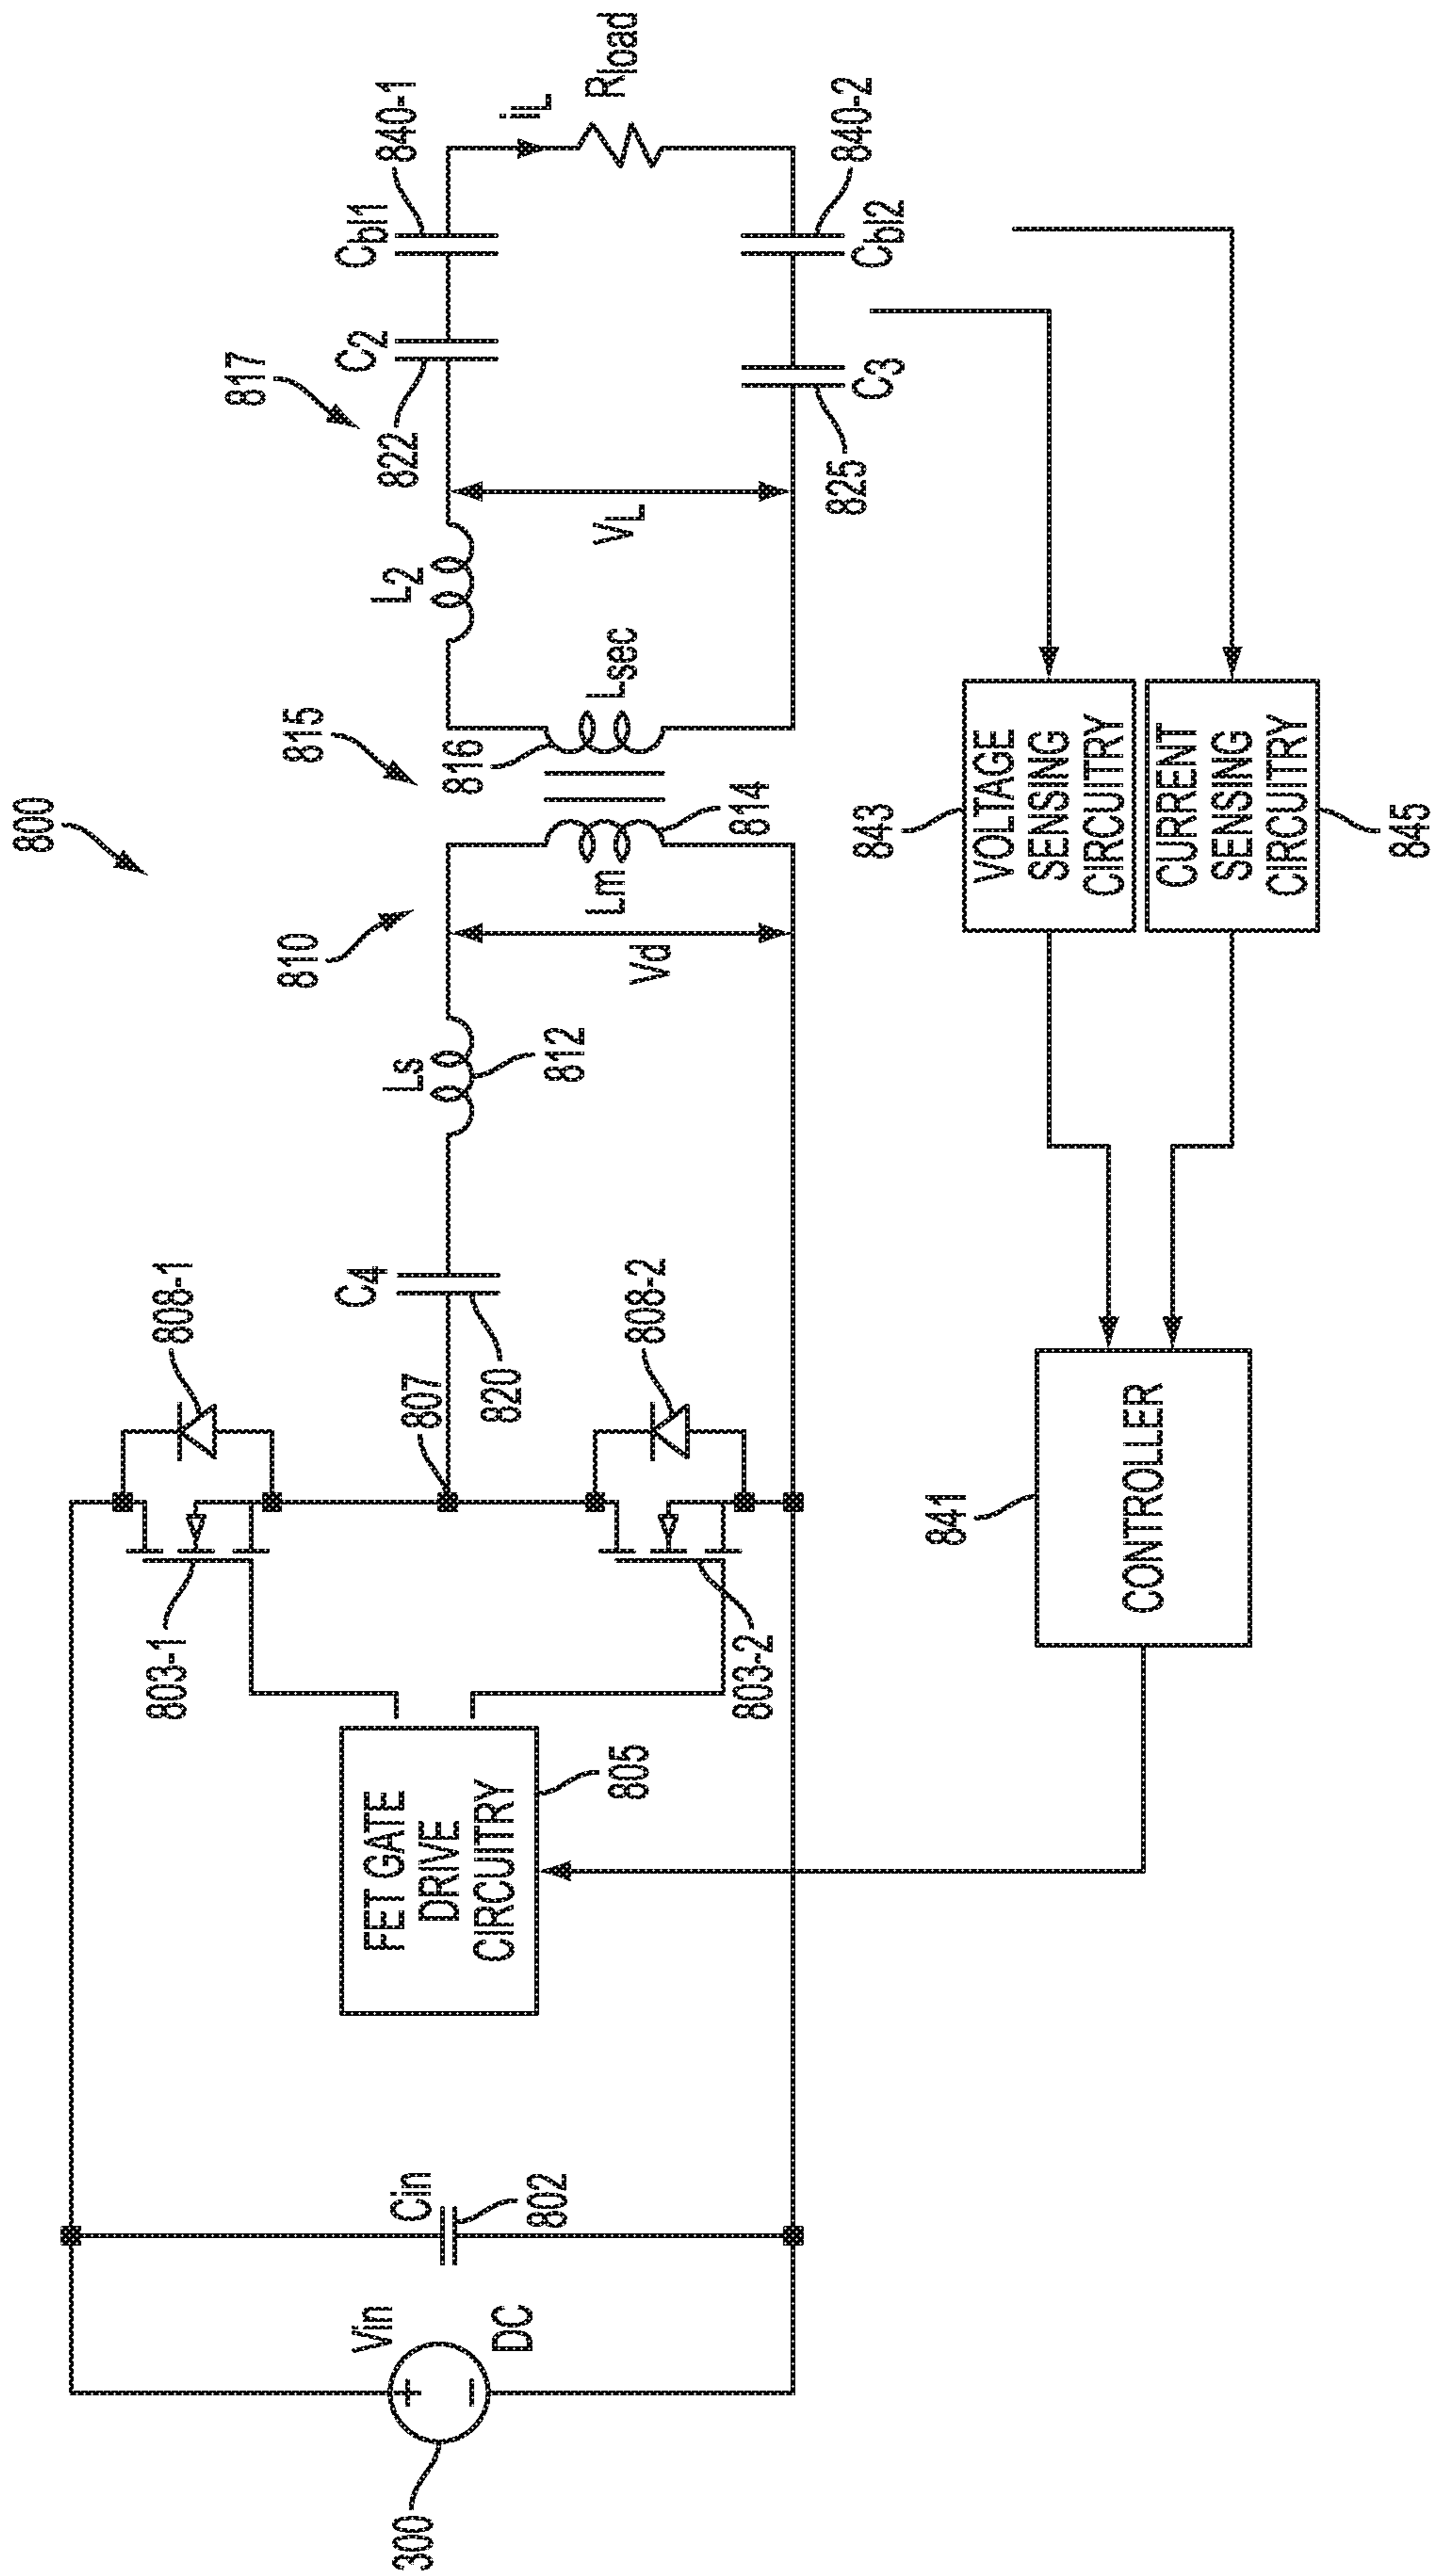 800
810
815
817
Vin
DC
300
Cin
802
FET GATE
DRIVE
CIRCUITRY
805
803-1
803-2
808-1
808-2
807
C4
820
Ls
812
Vd
Lm
814
816
Lsec
L2
VL
C2
822
Cbl1
840-1
iL
Rload
C3
825
Cbl2
840-2
CONTROLLER
841
VOLTAGE
SENSING
CIRCUITRY
843
CURRENT
SENSING
CIRCUITRY
845